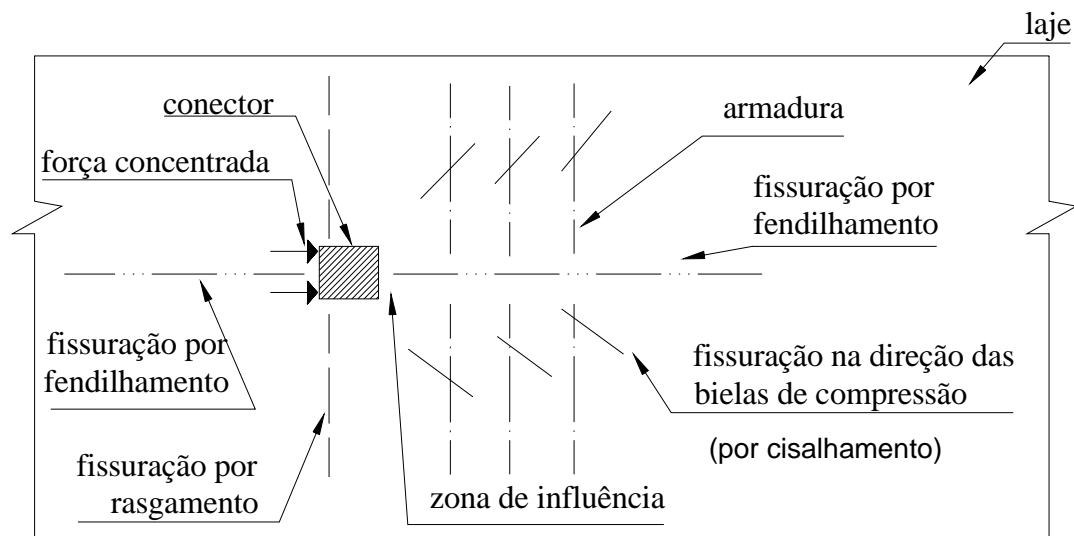 laje
conector
armadura
força concentrada
fissuração por
fendilhamento
fissuração por
fendilhamento
fissuração na direção das
bielas de compressão
(por cisalhamento)
fissuração por
rasgamento
zona de influência